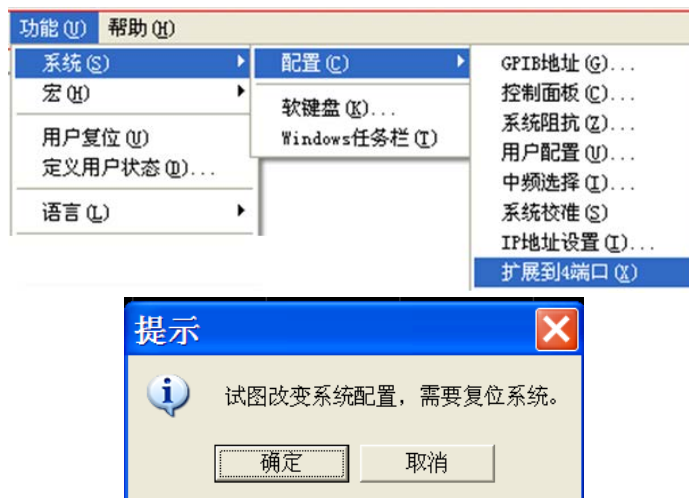 功能(U) 帮助(H)
系统(S)
宏(H)
用户复位(U)
定义用户状态(D)...
语言(L)
配置(C)
软键盘(K)...
Windows任务栏(T)
GPIB地址(G)...
控制面板(C)...
系统阻抗(Z)...
用户配置(U)...
中频选择(I)...
系统校准(S)
IP地址设置(I)...
扩展到4端口(X)
提示
试图改变系统配置，需要复位系统。
确定 取消